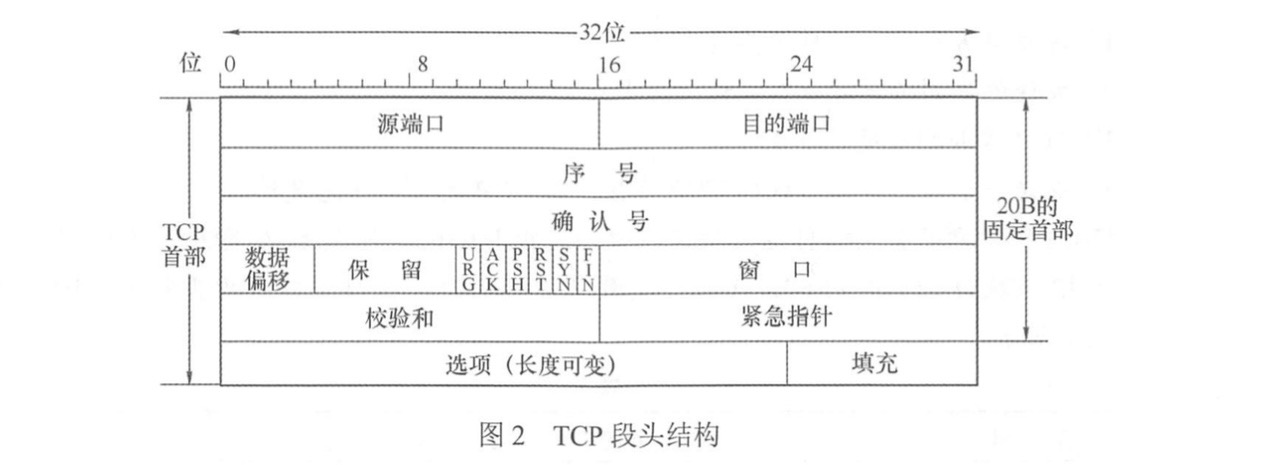 32位
位 0 8 16 24 31
源端口 目的端口
序 号
确 认 号
TCP
首部
20B的
固定首部
数据
偏移
保 留
URG ACK PSH RST SYN FIN
窗 口
校验和 紧急指针
选项（长度可变） 填充
图 2 TCP 段头结构